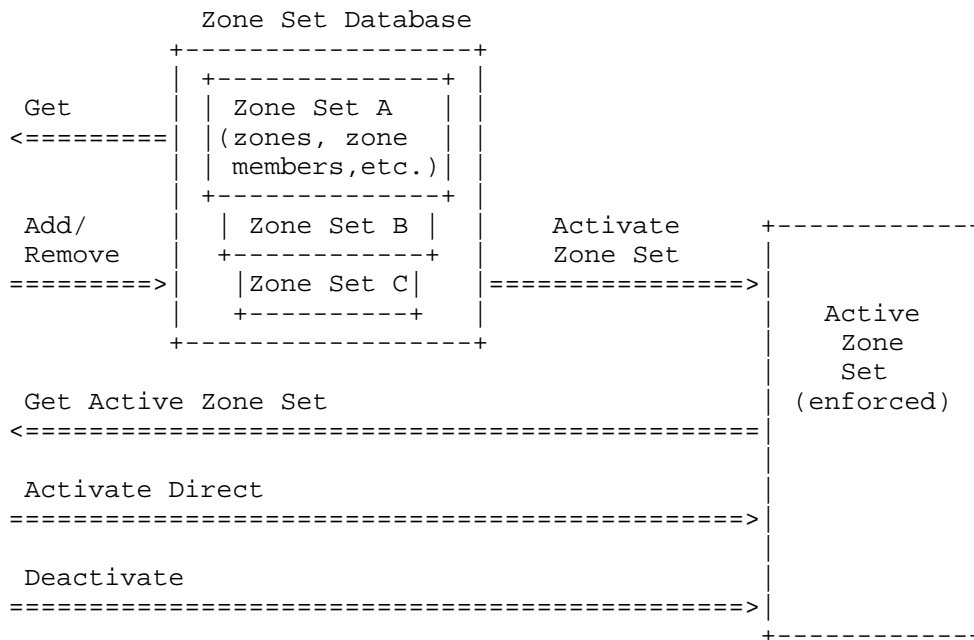 Zone Set Database
Get
Zone Set A
(zones, zone
members,etc.)
Add/
Remove
Zone Set B
Zone Set C
Activate
Zone Set
Active
Zone
Set
(enforced)
Get Active Zone Set
Activate Direct
Deactivate